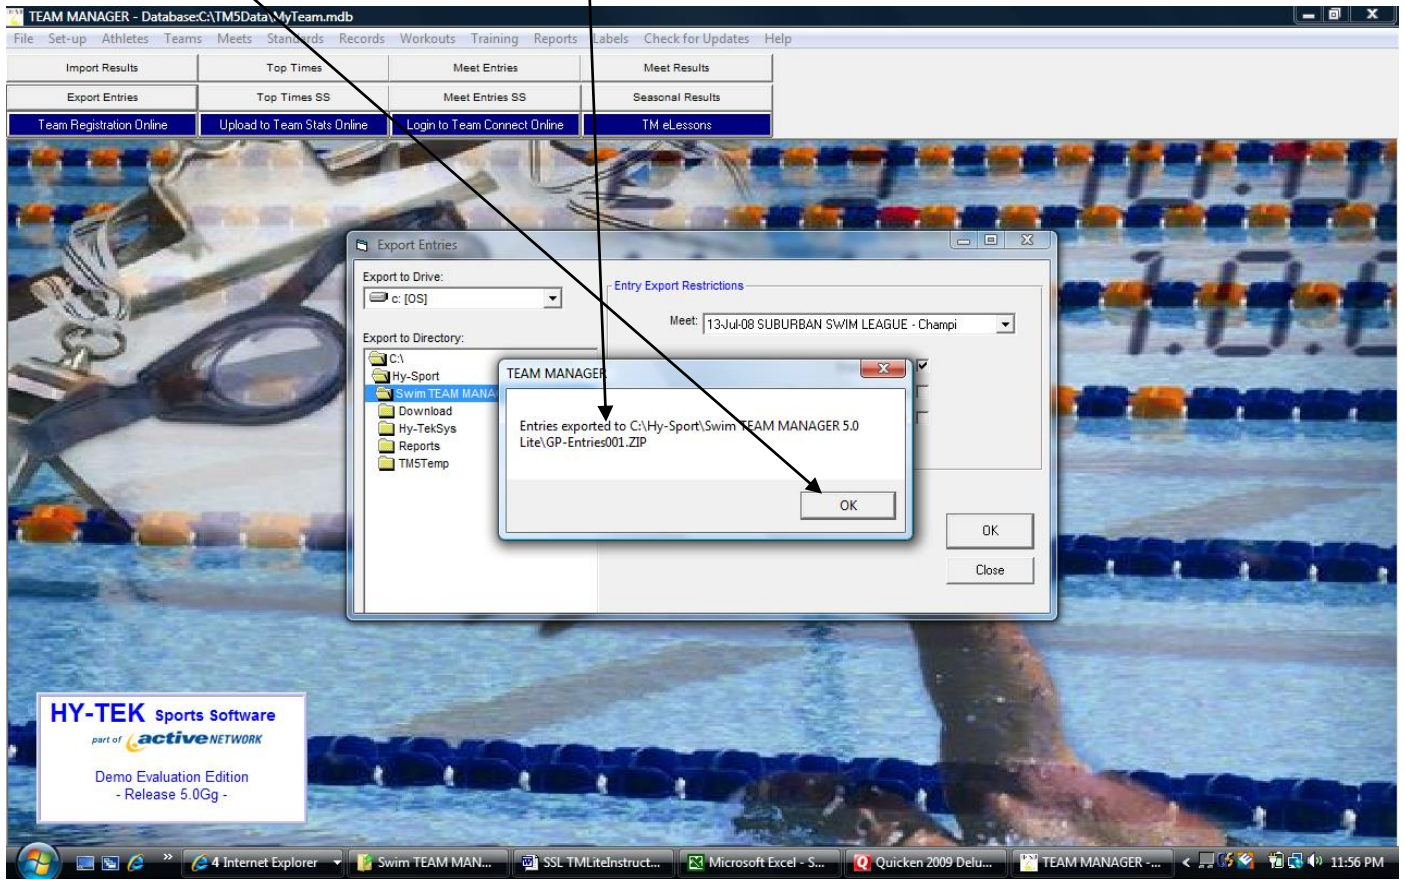 TEAM MANAGER - Database:C:\TM5Data\MyTeam.mdb
File Set-up Athletes Teams Meets Standards Records Workouts Training Reports Labels Check for Updates Help
Import Results Top Times Meet Entries Meet Results
Export Entries Top Times SS Meet Entries SS Seasonal Results
Team Registration Online Upload to Team Stats Online Login to Team Connect Online TM eLessons
Export Entries
Export to Drive:
c: [OS]
Entry Export Restrictions
Meet: 13-Jul-08 SUBURBAN SWIM LEAGUE - Champi
Export to Directory:
C:\
Hy-Sport
Swim TEAM MANA
Download
Hy-TekSys
Reports
TM5Temp
TEAM MANAGER
Entries exported to C:\Hy-Sport\Swim TEAM MANAGER 5.0
Lite\GP-Entries001.ZIP
OK
OK
Close
HY-TEK Sports Software
part of active NETWORK
Demo Evaluation Edition
- Release 5.0Gg -
4 Internet Explorer Swim TEAM MAN... SSL TMLiteInstruct... Microsoft Excel - S... Quicken 2009 Delu... TEAM MANAGER -... 11:56 PM